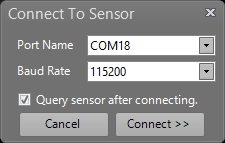 Connect To Sensor
Port Name COM18
Baud Rate 115200
Query sensor after connecting.
Cancel Connect >>